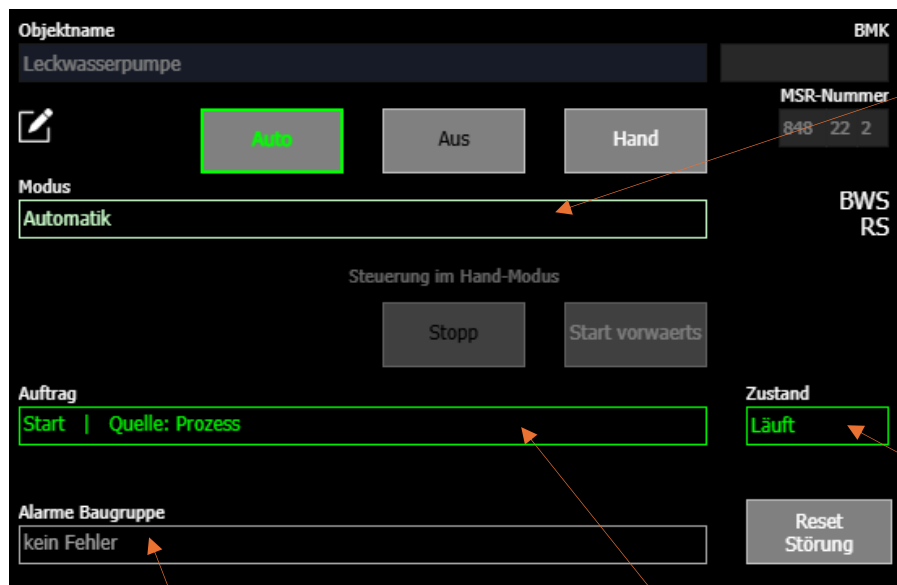 Objektname
BMK
Leckwasserpumpe
MSR-Nummer
848 22 2
Auto
Aus
Hand
Modus
Automatik
BWS
RS
Steuerung im Hand-Modus
Stopp
Start vorwaerts
Auftrag
Zustand
Start | Quelle: Prozess
Läuft
Alarme Baugruppe
kein Fehler
Reset
Störung